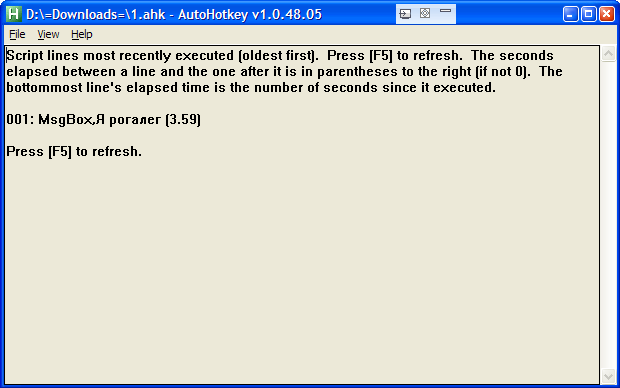 D:\=Downloads=\1.ahk - AutoHotkey v1.0.48.05
File View Help
Script lines most recently executed (oldest first).  Press [F5] to refresh.  The seconds
elapsed between a line and the one after it is in parentheses to the right (if not 0).  The
bottommost line's elapsed time is the number of seconds since it executed.
001: MsgBox,Я рогалег (3.59)
Press [F5] to refresh.